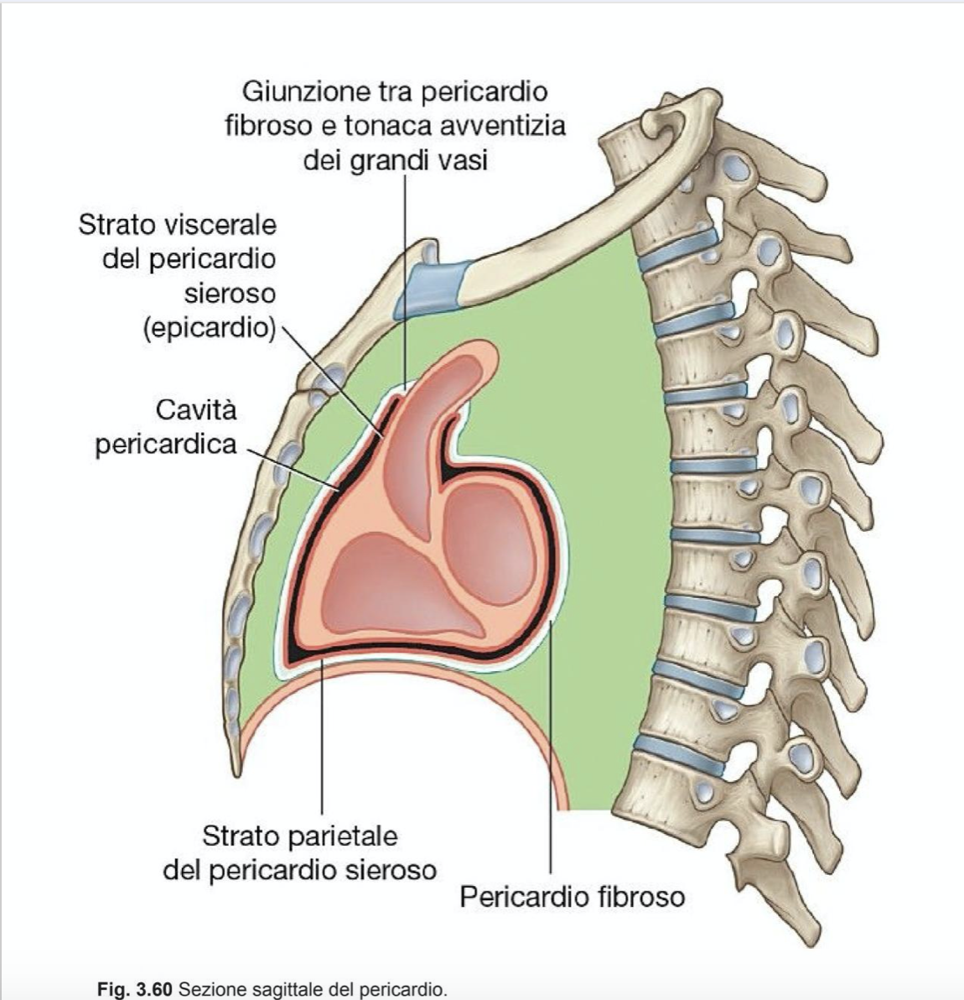 Giunzione tra pericardio
fibroso e tonaca avventizia
dei grandi vasi
Strato viscerale
del pericardio
sieroso
(epicardio)
Cavità
pericardica
Strato parietale
del pericardio sieroso
Pericardio fibroso
Fig. 3.60 Sezione sagittale del pericardio.